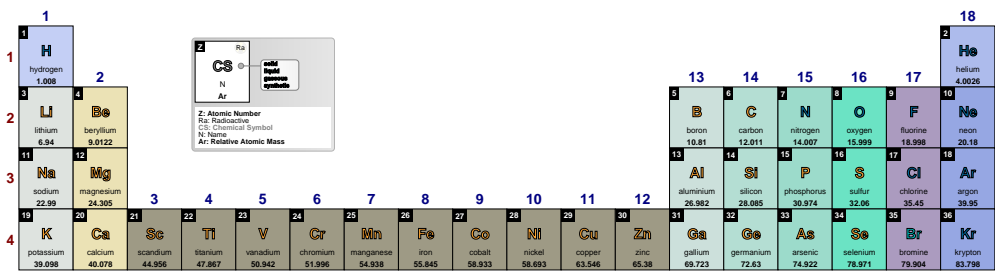 1
18
1
H
hydrogen
1.008
2
He
helium
4.0026
Z
Ra
CS
N
Ar
solid
liquid
gaseous
synthetic
Z: Atomic Number
Ra: Radioactive
CS: Chemical Symbol
N: Name
Ar: Relative Atomic Mass
1
2
13
14
15
16
17
3
Li
lithium
6.94
4
Be
beryllium
9.0122
5
B
boron
10.81
6
C
carbon
12.011
7
N
nitrogen
14.007
8
O
oxygen
15.999
9
F
fluorine
18.998
10
Ne
neon
20.18
2
11
Na
sodium
22.99
12
Mg
magnesium
24.305
13
Al
aluminium
26.982
14
Si
silicon
28.085
15
P
phosphorus
30.974
16
S
sulfur
32.06
17
Cl
chlorine
35.45
18
Ar
argon
39.95
3
3
4
5
6
7
8
9
10
11
12
4
19
K
potassium
39.098
20
Ca
calcium
40.078
21
Sc
scandium
44.956
22
Ti
titanium
47.867
23
V
vanadium
50.942
24
Cr
chromium
51.996
25
Mn
manganese
54.938
26
Fe
iron
55.845
27
Co
cobalt
58.933
28
Ni
nickel
58.693
29
Cu
copper
63.546
30
Zn
zinc
65.38
31
Ga
gallium
69.723
32
Ge
germanium
72.63
33
As
arsenic
74.922
34
Se
selenium
78.971
35
Br
bromine
79.904
36
Kr
krypton
83.798